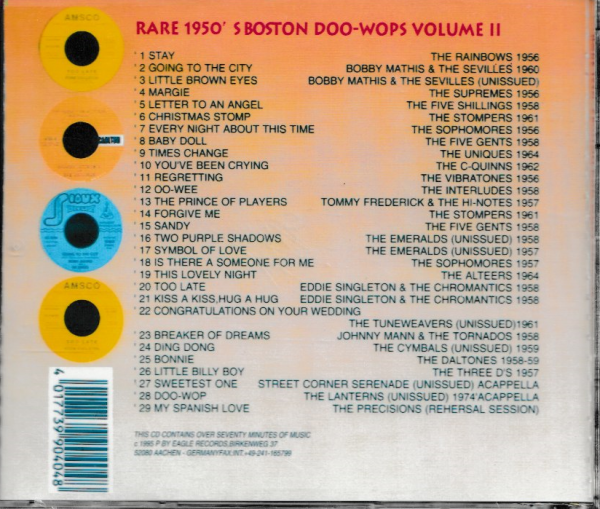 RARE 1950' S BOSTON DOO-WOPS VOLUME II
'1 STAY THE RAINBOWS 1956
'2 GOING TO THE CITY BOBBY MATHIS & THE SEVILLES 1960
'3 LITTLE BROWN EYES BOBBY MATHIS & THE SEVILLES (UNISSUED)
'4 MARGIE THE SUPREMES 1956
'5 LETTER TO AN ANGEL THE FIVE SHILLINGS 1958
'6 CHRISTMAS STOMP THE STOMPERS 1961
'7 EVERY NIGHT ABOUT THIS TIME THE SOPHOMORES 1956
'8 BABY DOLL THE FIVE GENTS 1958
'9 TIMES CHANGE THE UNIQUES 1964
'10 YOU'VE BEEN CRYING THE C-QUINNS 1962
'11 REGRETTING THE VIBRATONES 1956
'12 OO-WEE THE INTERLUDES 1958
'13 THE PRINCE OF PLAYERS TOMMY FREDERICK & THE HI-NOTES 1957
'14 FORGIVE ME THE STOMPERS 1961
'15 SANDY THE FIVE GENTS 1958
'16 TWO PURPLE SHADOWS THE EMERALDS (UNISSUED) 1958
'17 SYMBOL OF LOVE THE EMERALDS (UNISSUED) 1957
'18 IS THERE A SOMEONE FOR ME THE SOPHOMORES 1957
'19 THIS LOVELY NIGHT THE ALTEERS 1964
'20 TOO LATE EDDIE SINGLETON & THE CHROMANTICS 1958
'21 KISS A KISS,HUG A HUG EDDIE SINGLETON & THE CHROMANTICS 1958
'22 CONGRATULATIONS ON YOUR WEDDING
THE TUNEWEAVERS (UNISSUED)1961
'23 BREAKER OF DREAMS JOHNNY MANN & THE TORNADOS 1958
'24 DING DONG THE CYMBALS (UNISSUED) 1959
'25 BONNIE THE DALTONES 1958-59
'26 LITTLE BILLY BOY THE THREE D'S 1957
'27 SWEETEST ONE STREET CORNER SERENADE (UNISSUED) ACAPPELLA
'28 DOO-WOP THE LANTERNS (UNISSUED) 1974'ACAPPELLA
'29 MY SPANISH LOVE THE PRECISIONS (REHERSAL SESSION)
THIS CD CONTAINS OVER SEVENTY MINUTES OF MUSIC
c 1995 P BY EAGLE RECORDS,BIRKENWEG 37
52080 AACHEN - GERMANYFAX.INT.+49-241-165799
AMSCO
Sioux
AMSCO
4017739904048